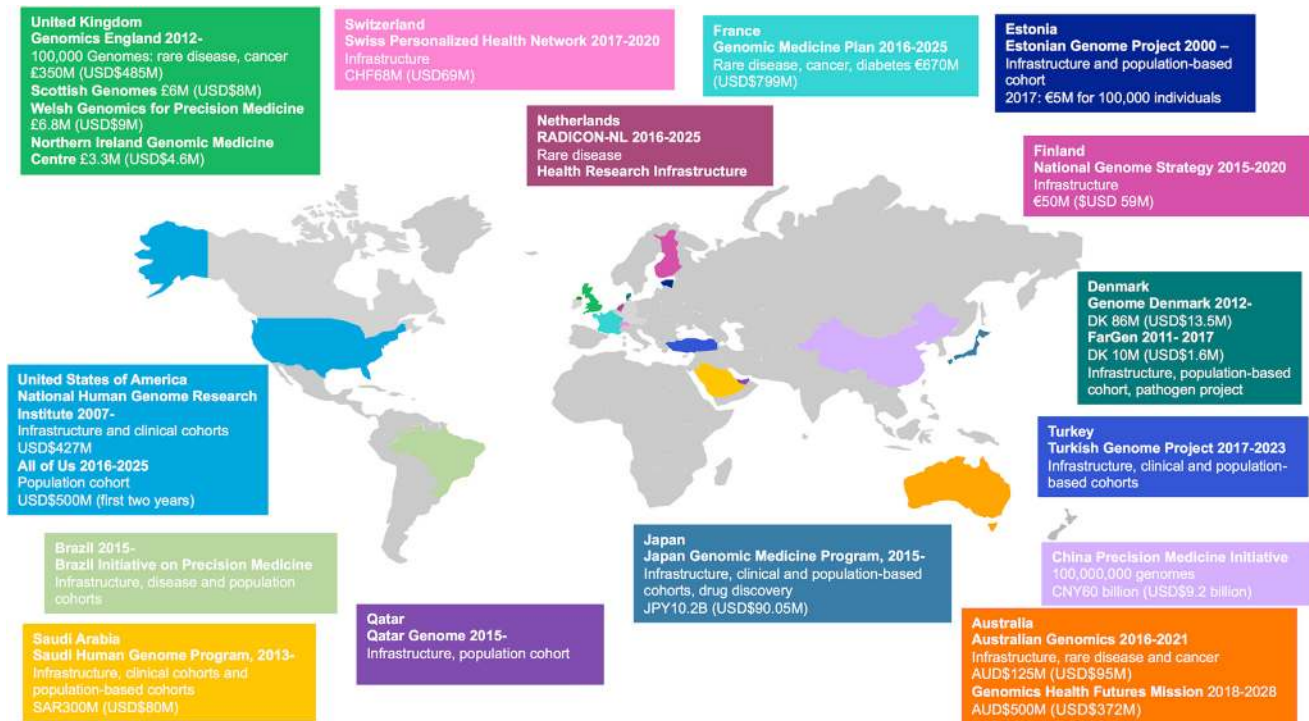 United Kingdom
Genomics England 2012-
100,000 Genomes: rare disease, cancer
£350M (USD$485M)
Scottish Genomes £6M (USD$8M)
Welsh Genomics for Precision Medicine
£6.8M (USD$9M)
Northern Ireland Genomic Medicine
Centre £3.3M (USD$4.6M)
Switzerland
Swiss Personalized Health Network 2017-2020
Infrastructure
CHF68M (USD69M)
France
Genomic Medicine Plan 2016-2025
Rare disease, cancer, diabetes €670M
(USD$799M)
Estonia
Estonian Genome Project 2000 –
Infrastructure and population-based
cohort
2017: €5M for 100,000 individuals
Netherlands
RADICON-NL 2016-2025
Rare disease
Health Research Infrastructure
Finland
National Genome Strategy 2015-2020
Infrastructure
€50M ($USD 59M)
Denmark
Genome Denmark 2012-
DK 86M (USD$13.5M)
FarGen 2011- 2017
DK 10M (USD$1.6M)
Infrastructure, population-based
cohort, pathogen project
United States of America
National Human Genome Research
Institute 2007-
Infrastructure and clinical cohorts
USD$427M
All of Us 2016-2025
Population cohort
USD$500M (first two years)
Turkey
Turkish Genome Project 2017-2023
Infrastructure, clinical and population-
based cohorts
Brazil 2015-
Brazil Initiative on Precision Medicine
Infrastructure, disease and population
cohorts
Japan
Japan Genomic Medicine Program, 2015-
Infrastructure, clinical and population-based
cohorts, drug discovery
JPY10.2B (USD$90.05M)
China Precision Medicine Initiative
100,000,000 genomes
CNY60 billion (USD$9.2 billion)
Saudi Arabia
Saudi Human Genome Program, 2013-
Infrastructure, clinical cohorts and
population-based cohorts
SAR300M (USD$80M)
Qatar
Qatar Genome 2015-
Infrastructure, population cohort
Australia
Australian Genomics 2016-2021
Infrastructure, rare disease and cancer
AUD$125M (USD$95M)
Genomics Health Futures Mission 2018-2028
AUD$500M (USD$372M)